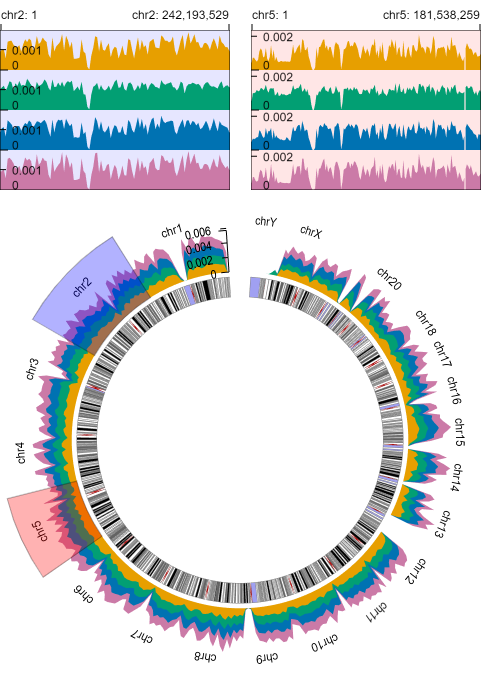 chr2: 1
chr2: 242,193,529
chr5: 1
chr5: 181,538,259
0.001
0
0.001
0
0.001
0
0.001
0
0.002
0
0.002
0
0.002
0
0.002
0
chrY
chrX
chr20
chr18
chr17
chr16
chr15
chr14
chr13
chr12
chr11
chr10
chr9
chr8
chr7
chr6
chr5
chr4
chr3
chr2
chr1
0.006
0.004
0.002
0